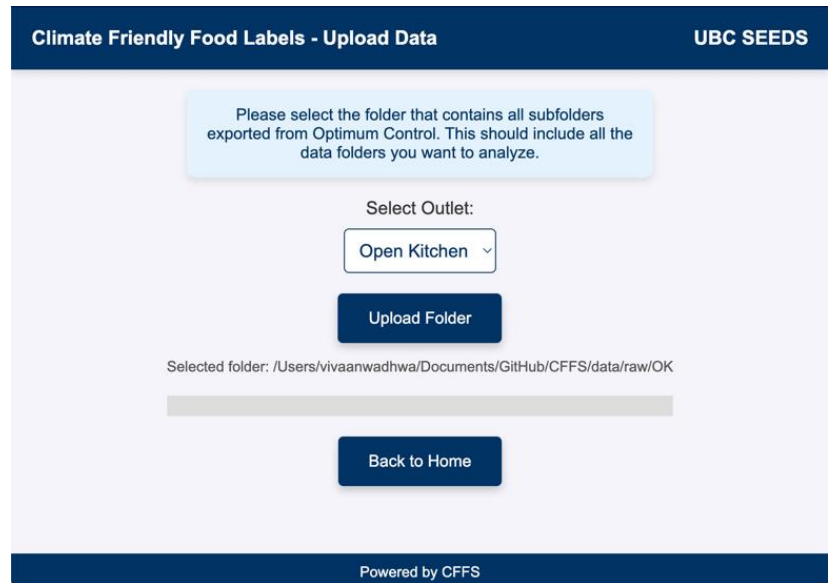 Climate Friendly Food Labels - Upload Data
UBC SEEDS
Please select the folder that contains all subfolders
exported from Optimum Control. This should include all the
data folders you want to analyze.
Select Outlet:
Open Kitchen
Upload Folder
Selected folder: /Users/vivaanwadhwa/Documents/GitHub/CFFS/data/raw/OK
Back to Home
Powered by CFFS